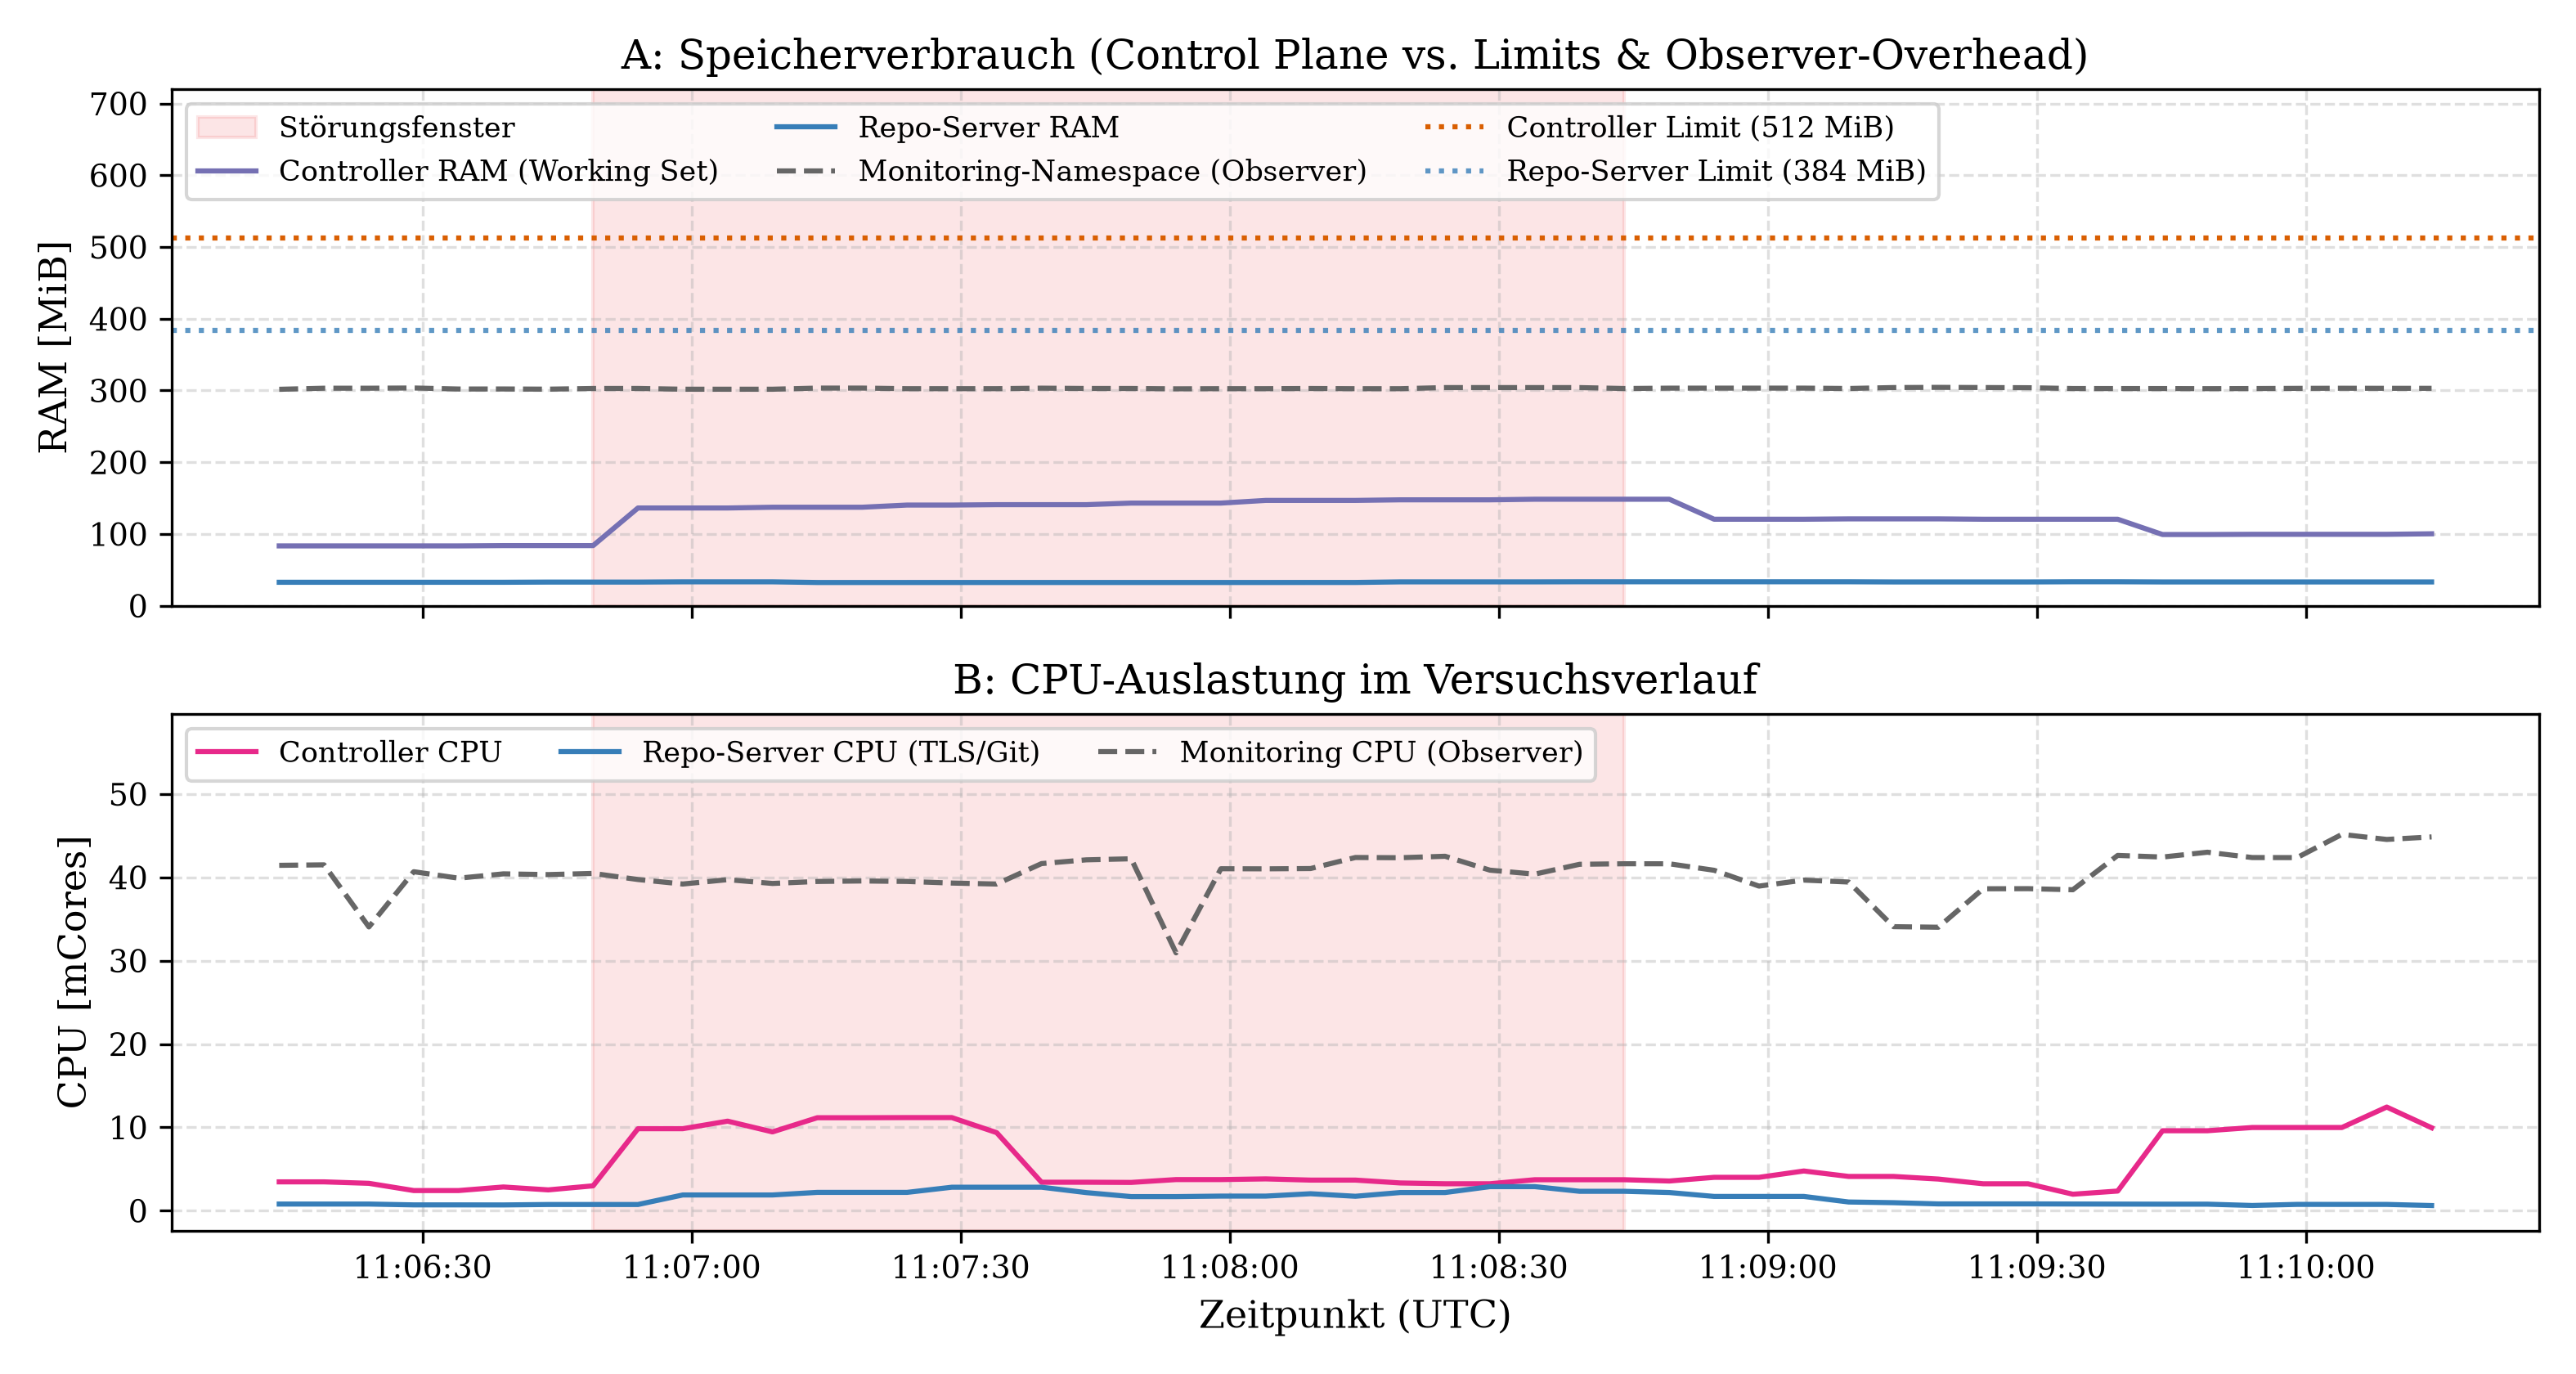 A: Speicherverbrauch (Control Plane vs. Limits & Observer-Overhead)
700
600
500
400
300
200
100
0
RAM [MiB]
Störungsfenster
Controller RAM (Working Set)
Repo-Server RAM
Monitoring-Namespace (Observer)
Controller Limit (512 MiB)
Repo-Server Limit (384 MiB)
B: CPU-Auslastung im Versuchsverlauf
50
40
30
20
10
0
CPU [mCores]
Controller CPU
Repo-Server CPU (TLS/Git)
Monitoring CPU (Observer)
11:06:30
11:07:00
11:07:30
11:08:00
11:08:30
11:09:00
11:09:30
11:10:00
Zeitpunkt (UTC)